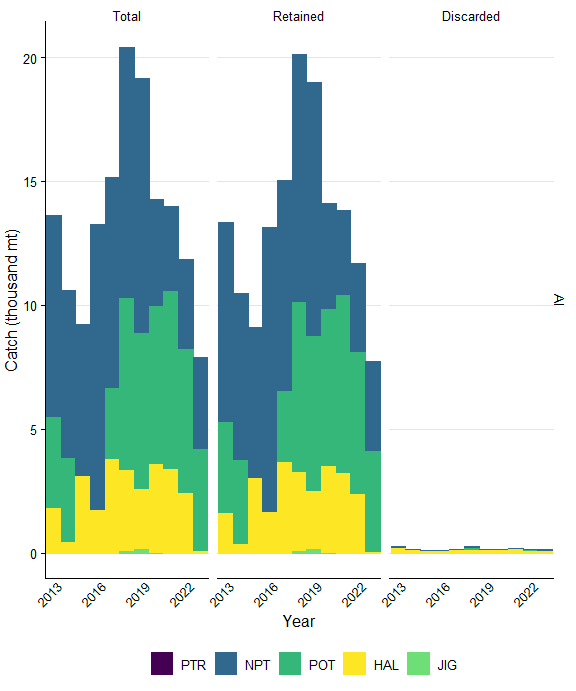 Total Retained Discarded
20
15
10
5
0
Catch (thousand mt)
AI
2013 2016 2019 2022 2013 2016 2019 2022 2013 2016 2019 2022
Year
PTR NPT POT HAL JIG